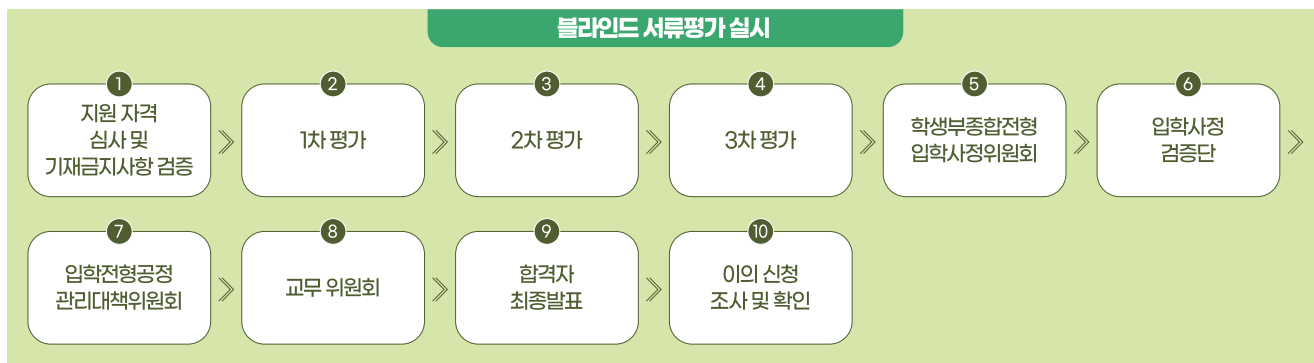 블라인드 서류평가 실시
1
지원 자격
심사 및
기재금지사항 검증
2
1차 평가
3
2차 평가
4
3차 평가
5
학생부종합전형
입학사정위원회
6
입학사정
검증단
7
입학전형공정
관리대책위원회
8
교무 위원회
9
합격자
최종발표
10
이의 신청
조사 및 확인